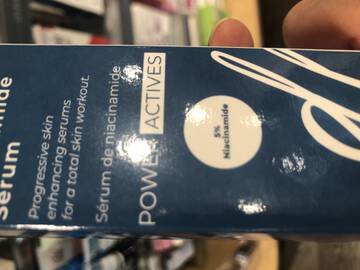 Serum
Progressive skin
enhancing serums
for a total skin workout.
Sérum de niacinamide
POWER ACTIVES
5%
Niacinamide